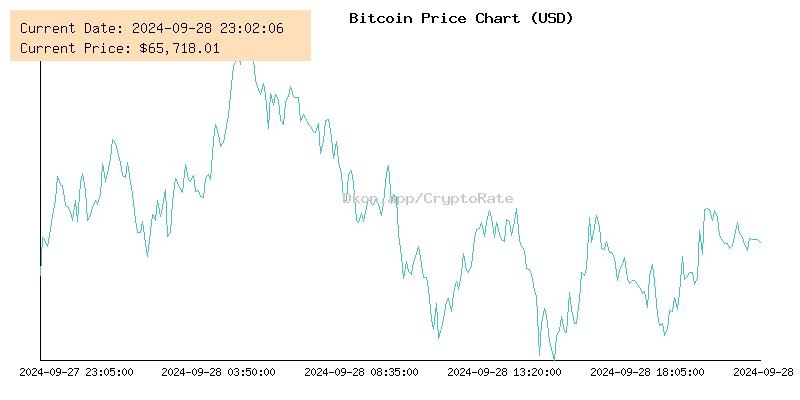 Bitcoin Price Chart (USD)
Current Date: 2024-09-28 23:02:06
Current Price: $65,718.01
Dkon.app/CryptoRate
2024-09-27 23:05:00 2024-09-28 03:50:00 2024-09-28 08:35:00 2024-09-28 13:20:00 2024-09-28 18:05:00 2024-09-28